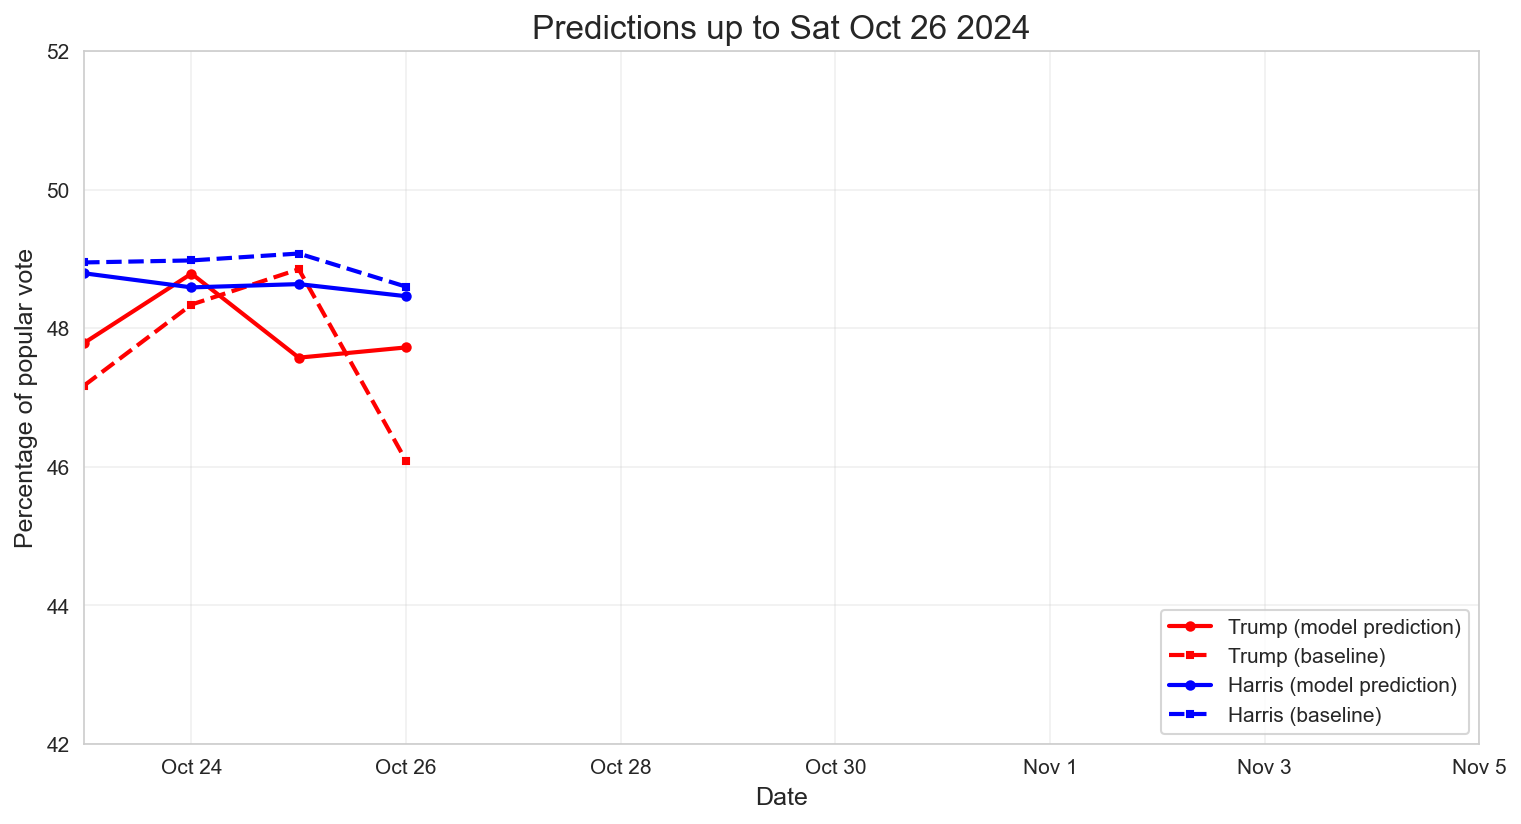 Predictions up to Sat Oct 26 2024
Percentage of popular vote
52
50
48
46
44
42
Oct 24
Oct 26
Oct 28
Oct 30
Nov 1
Nov 3
Nov 5
Date
Trump (model prediction)
Trump (baseline)
Harris (model prediction)
Harris (baseline)